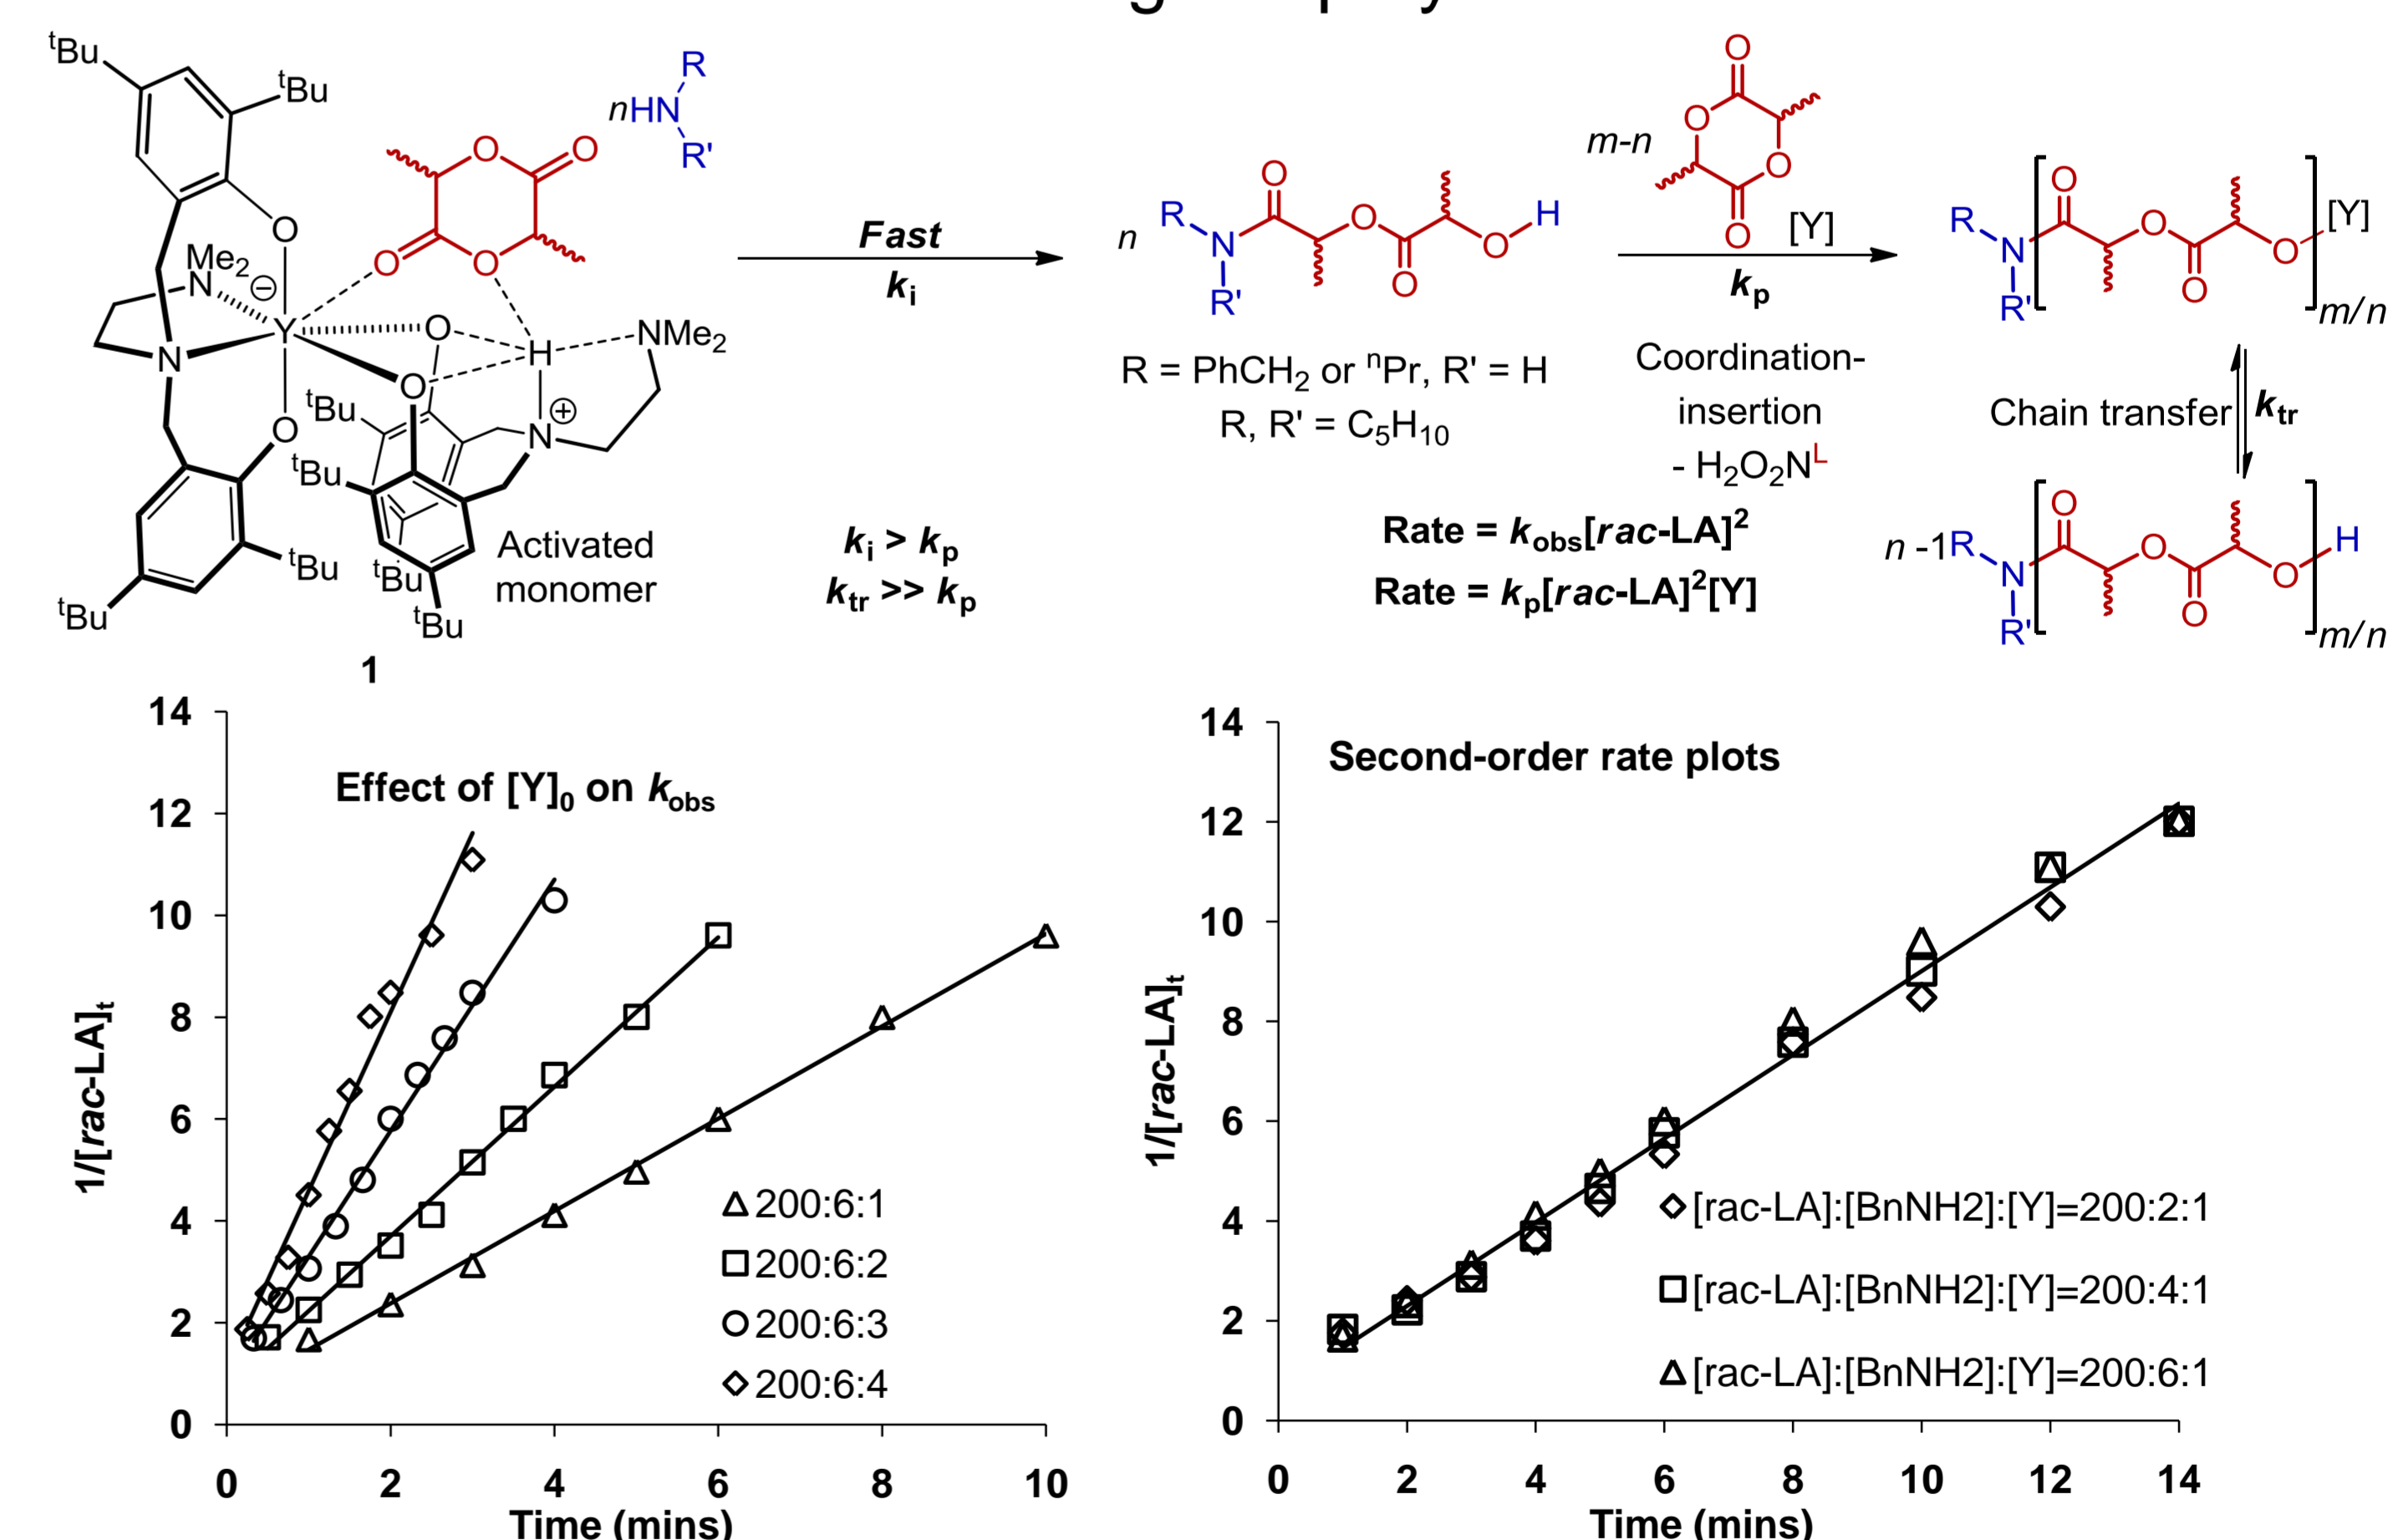 tBu
tBu
R
nHN
R'
O
O
O
O
O
Me2
N
⊖
Y
O
N
H
NMe2
O
⊕
N
tBu
O
tBu
tBu
tBu
tBu
tBu
Activated
monomer
1
Fast
ki
ki > kp
ktr >> kp
n
R
N
R'
O
O
O
O
H
R = PhCH2 or nPr, R' = H
R, R' = C5H10
m-n
O
O
O
O
[Y]
kp
Coordination-
insertion
- H2O2NL
Rate = kobs[rac-LA]2
Rate = kp[rac-LA]2[Y]
R
N
R'
O
O
O
O
[Y]
m/n
Chain transfer
ktr
n -1R
N
R'
O
O
O
O
H
m/n
14
12
10
8
6
4
2
0
1/[rac-LA]t
Effect of [Y]0 on kobs
200:6:1
200:6:2
200:6:3
200:6:4
0 2 4 6 8 10
Time (mins)
14
12
10
8
6
4
2
0
1/[rac-LA]t
Second-order rate plots
[rac-LA]:[BnNH2]:[Y]=200:2:1
[rac-LA]:[BnNH2]:[Y]=200:4:1
[rac-LA]:[BnNH2]:[Y]=200:6:1
0 2 4 6 8 10 12 14
Time (mins)